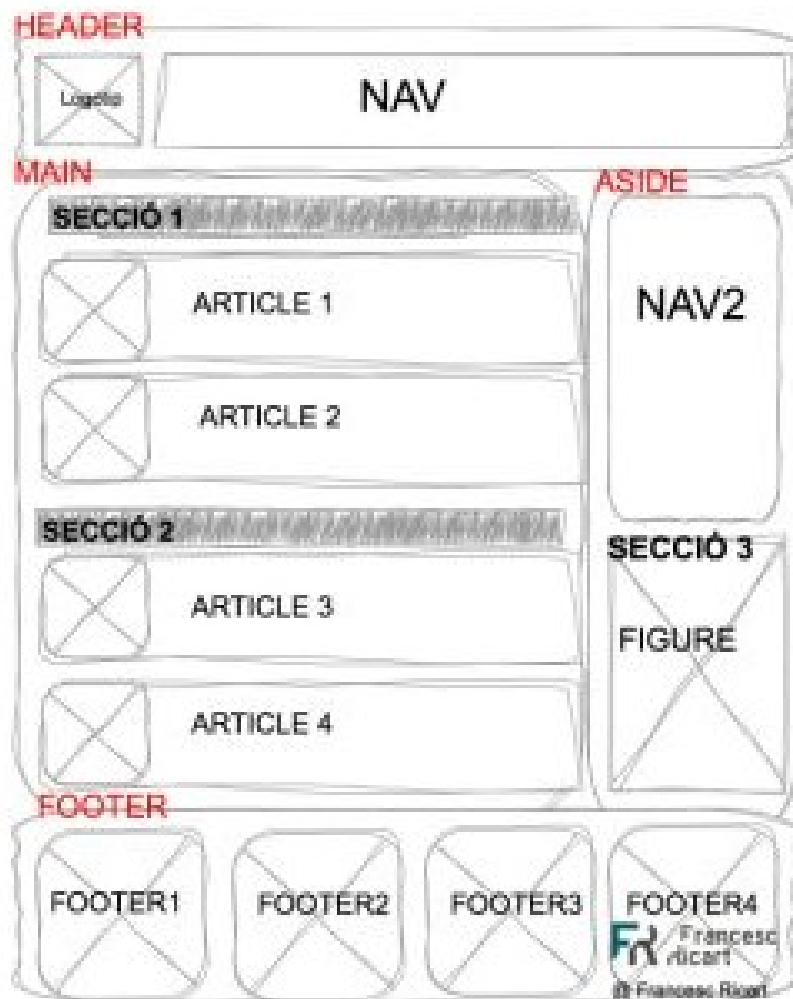 HEADER
Logotip
NAV
MAIN
SECCIÓ 1
ARTICLE 1
ARTICLE 2
SECCIÓ 2
ARTICLE 3
ARTICLE 4
ASIDE
NAV2
SECCIÓ 3
FIGURE
FOOTER
FOOTER1
FOOTER2
FOOTER3
FOOTER4
FR Francesc
Ricart
@ Francesc Ricart